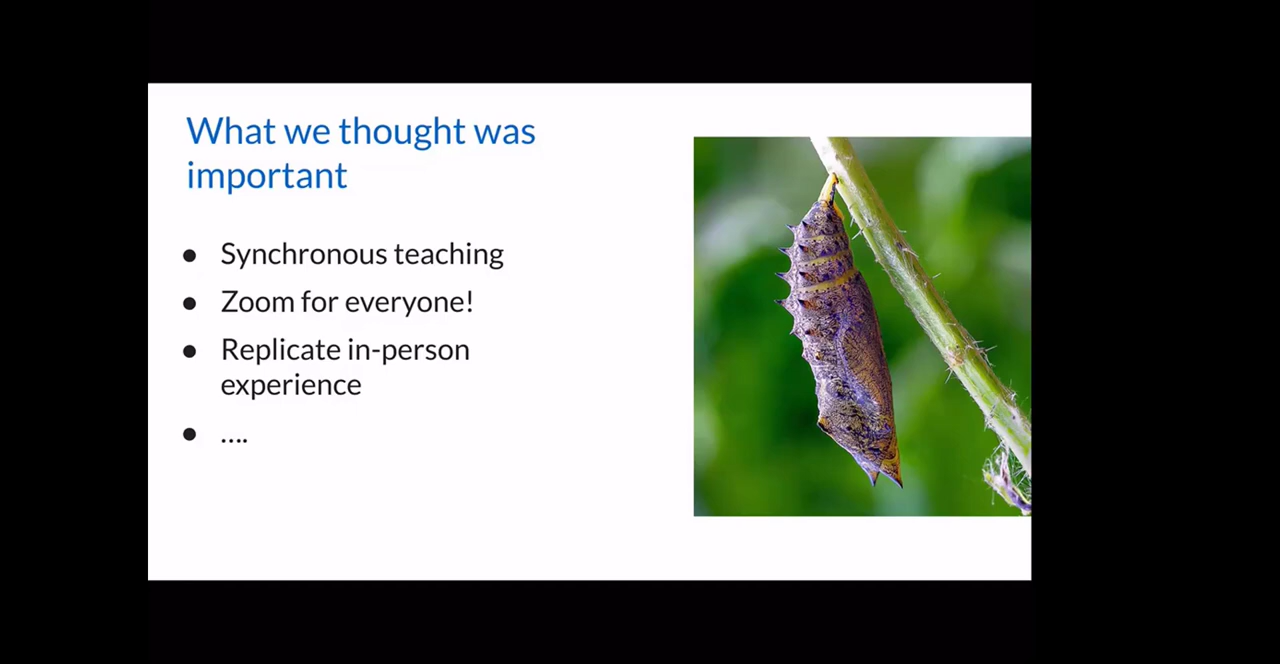 What we thought was
important
● Synchronous teaching
● Zoom for everyone!
● Replicate in-person
experience
● ....